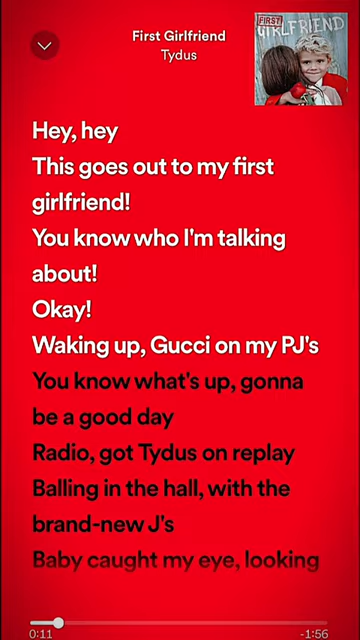 First Girlfriend
Tydus
FIRST
GIRLFRIEND
Hey, hey
This goes out to my first
girlfriend!
You know who I'm talking
about!
Okay!
Waking up, Gucci on my PJ's
You know what's up, gonna
be a good day
Radio, got Tydus on replay
Balling in the hall, with the
brand-new J's
Baby caught my eye, looking
0:11
-1:56